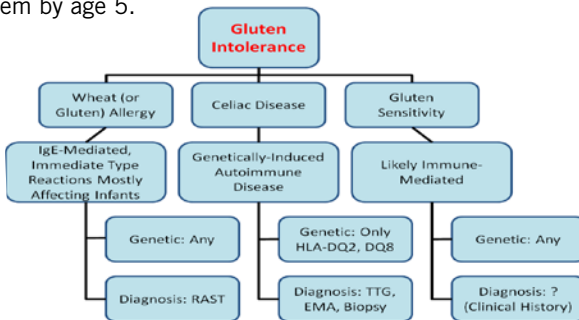 em by age 5.
Gluten
Intolerance
Wheat (or
Gluten) Allergy
Celiac Disease
Gluten
Sensitivity
IgE-Mediated,
Immediate Type
Reactions Mostly
Affecting Infants
Genetically-Induced
Autoimmune
Disease
Likely Immune-
Mediated
Genetic: Any
Genetic: Only
HLA-DQ2, DQ8
Genetic: Any
Diagnosis: RAST
Diagnosis: TTG,
EMA, Biopsy
Diagnosis: ?
(Clinical History)